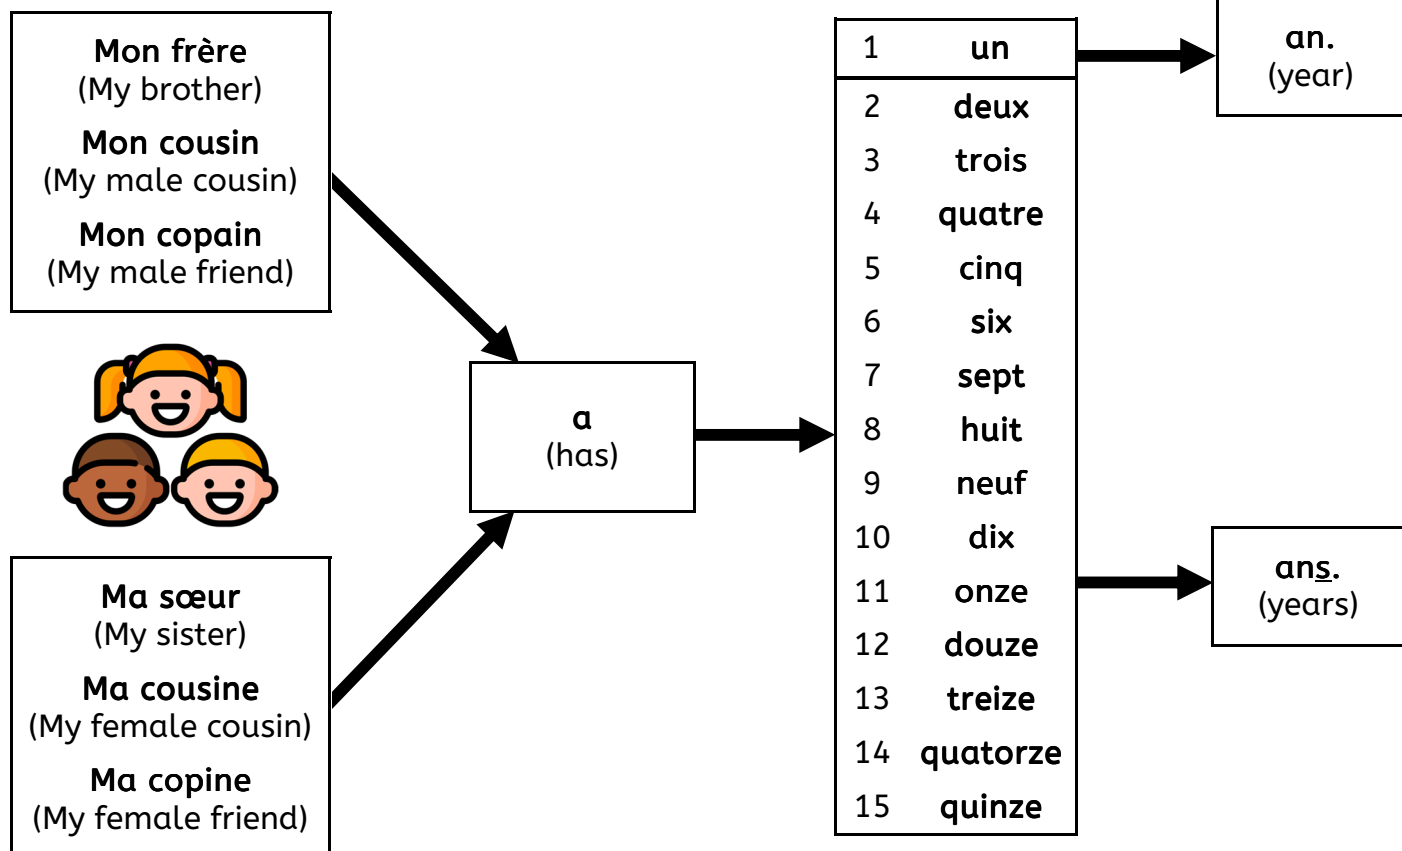 Mon frère
(My brother)
Mon cousin
(My male cousin)
Mon copain
(My male friend)
Ma sœur
(My sister)
Ma cousine
(My female cousin)
Ma copine
(My female friend)
a
(has)
1 un
2 deux
3 trois
4 quatre
5 cinq
6 six
7 sept
8 huit
9 neuf
10 dix
11 onze
12 douze
13 treize
14 quatorze
15 quinze
an.
(year)
ans.
(years)